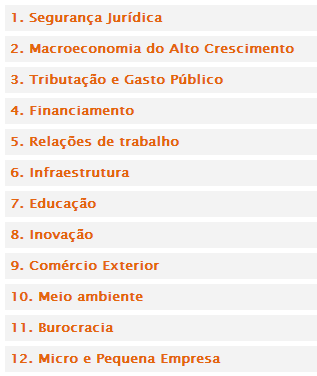 1. Segurança Jurídica
2. Macroeconomia do Alto Crescimento
3. Tributação e Gasto Público
4. Financiamento
5. Relações de trabalho
6. Infraestrutura
7. Educação
8. Inovação
9. Comércio Exterior
10. Meio ambiente
11. Burocracia
12. Micro e Pequena Empresa